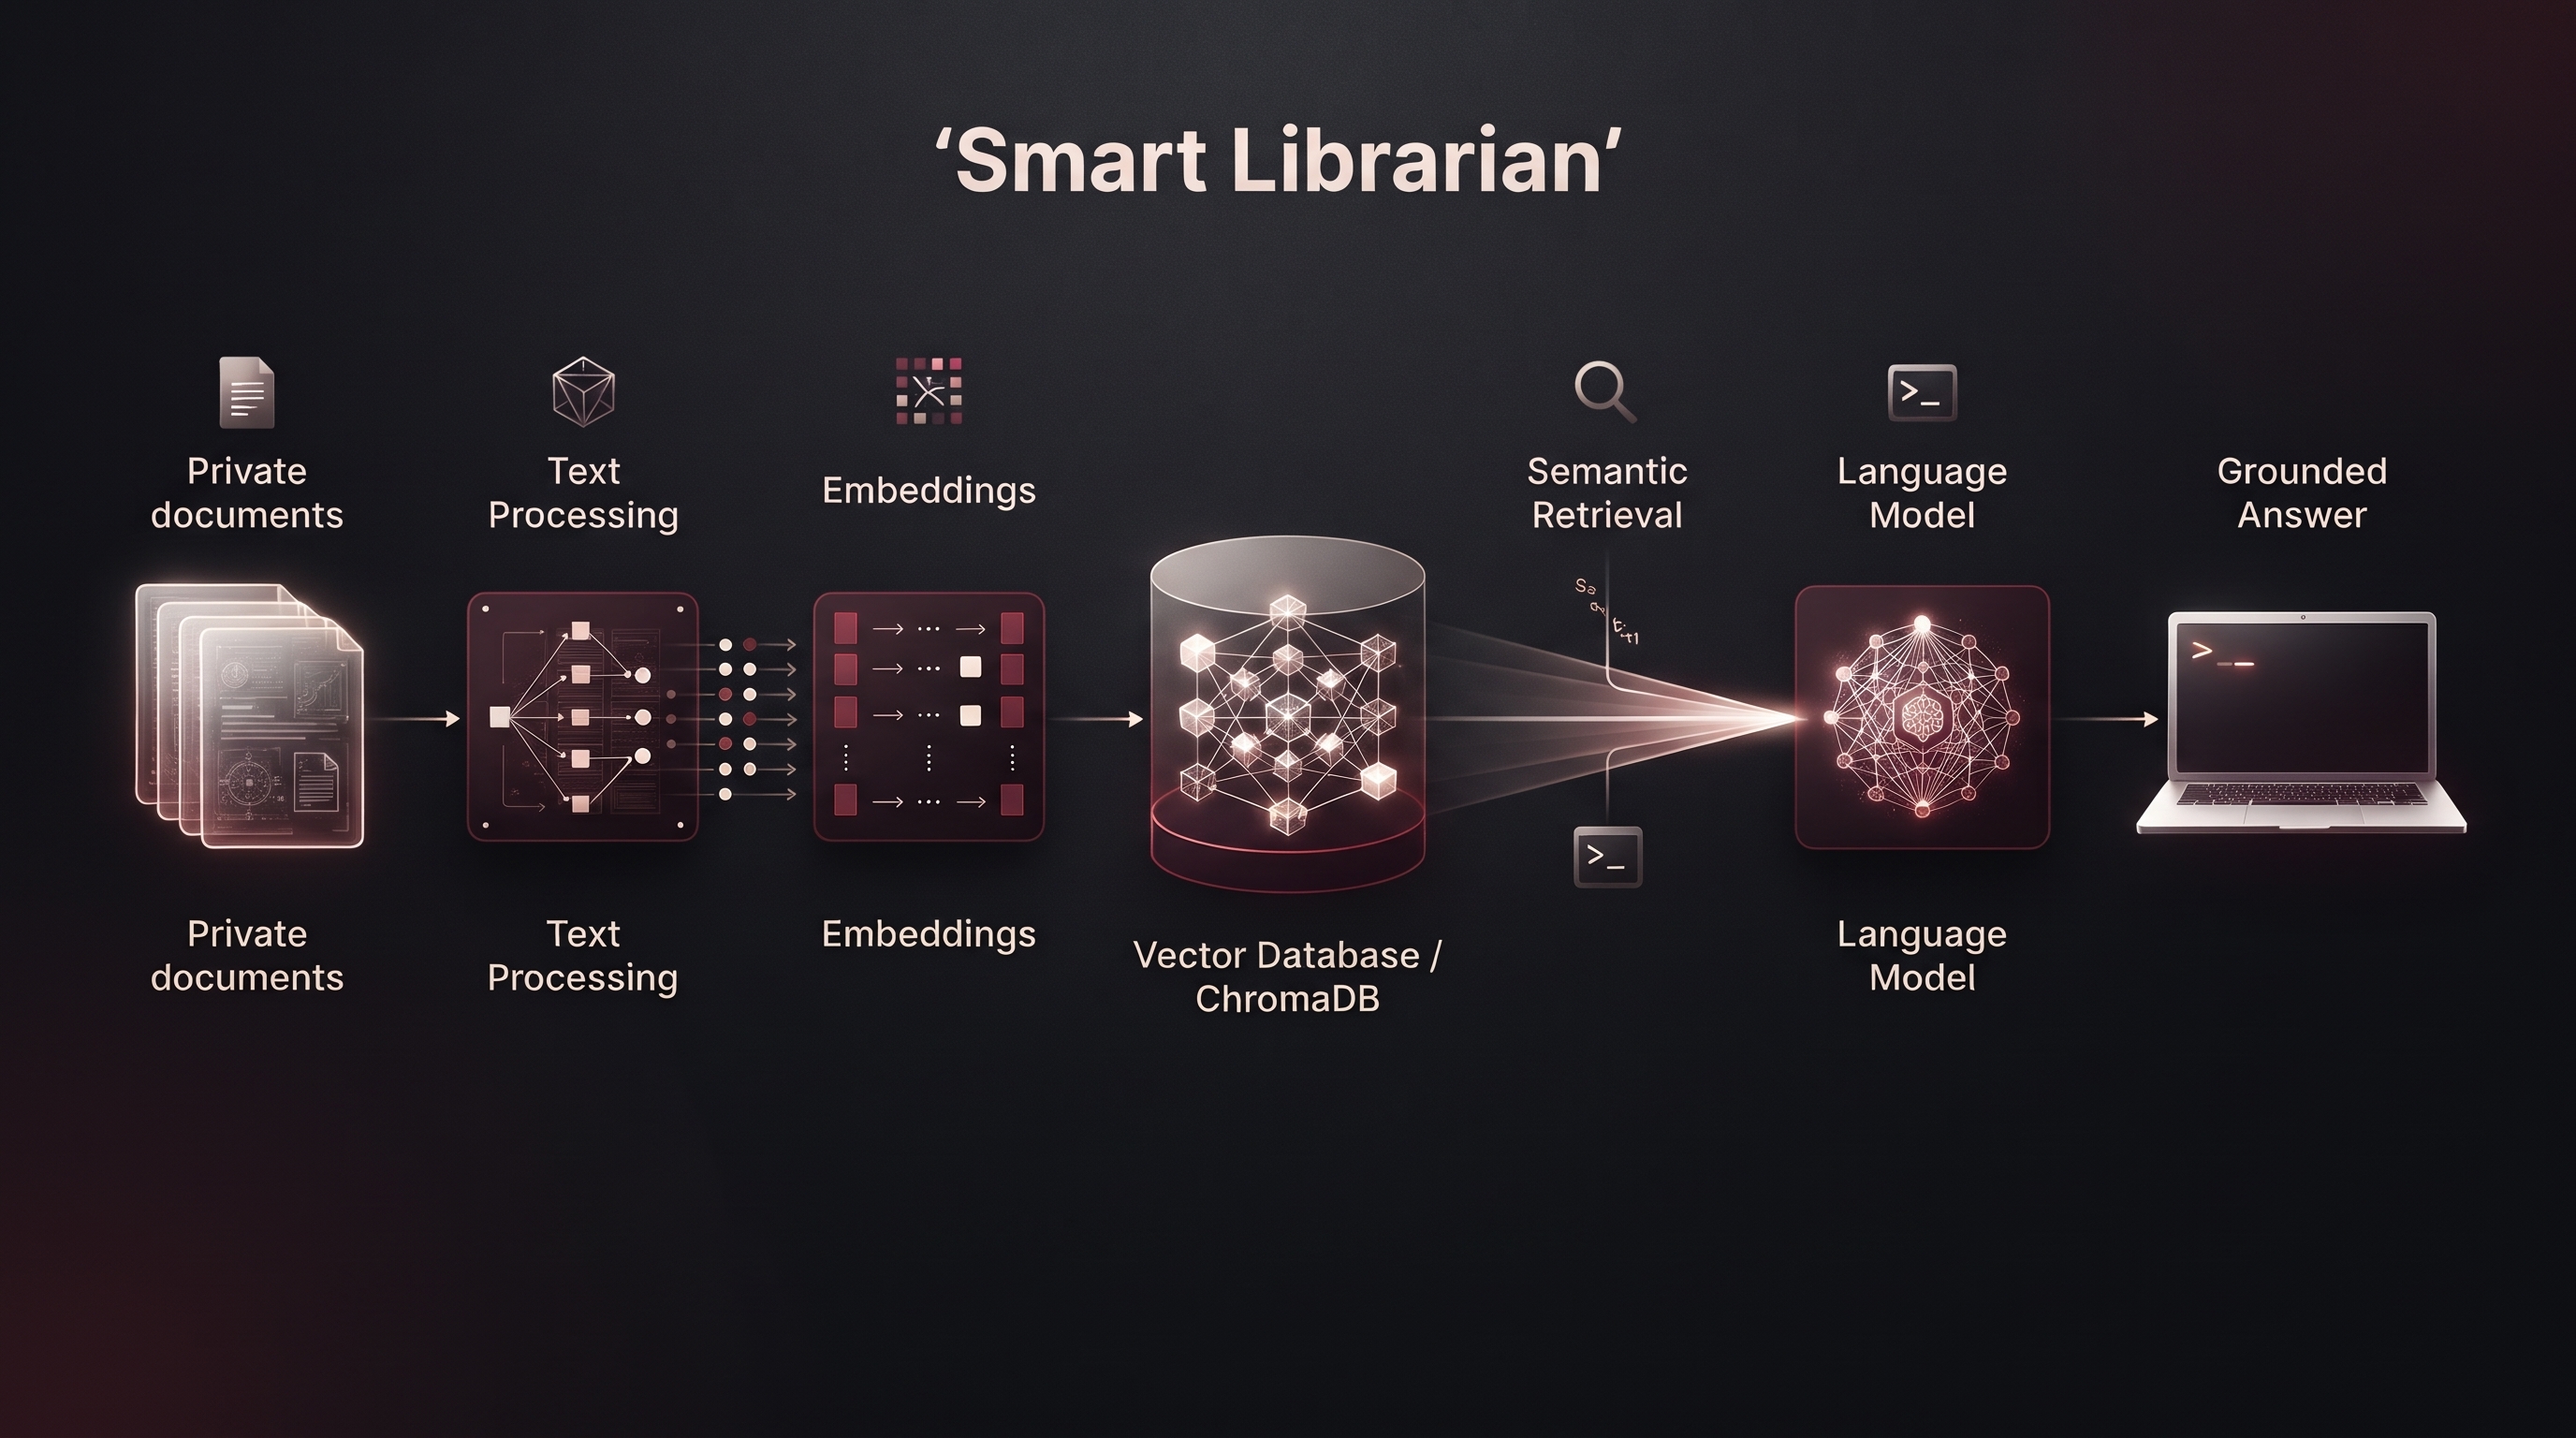 ‘Smart Librarian’
Private
documents
Text
Processing
Embeddings
Semantic
Retrieval
Language
Model
Grounded
Answer
>_
>_
>_
Private
documents
Text
Processing
Embeddings
Vector Database /
ChromaDB
Language
Model